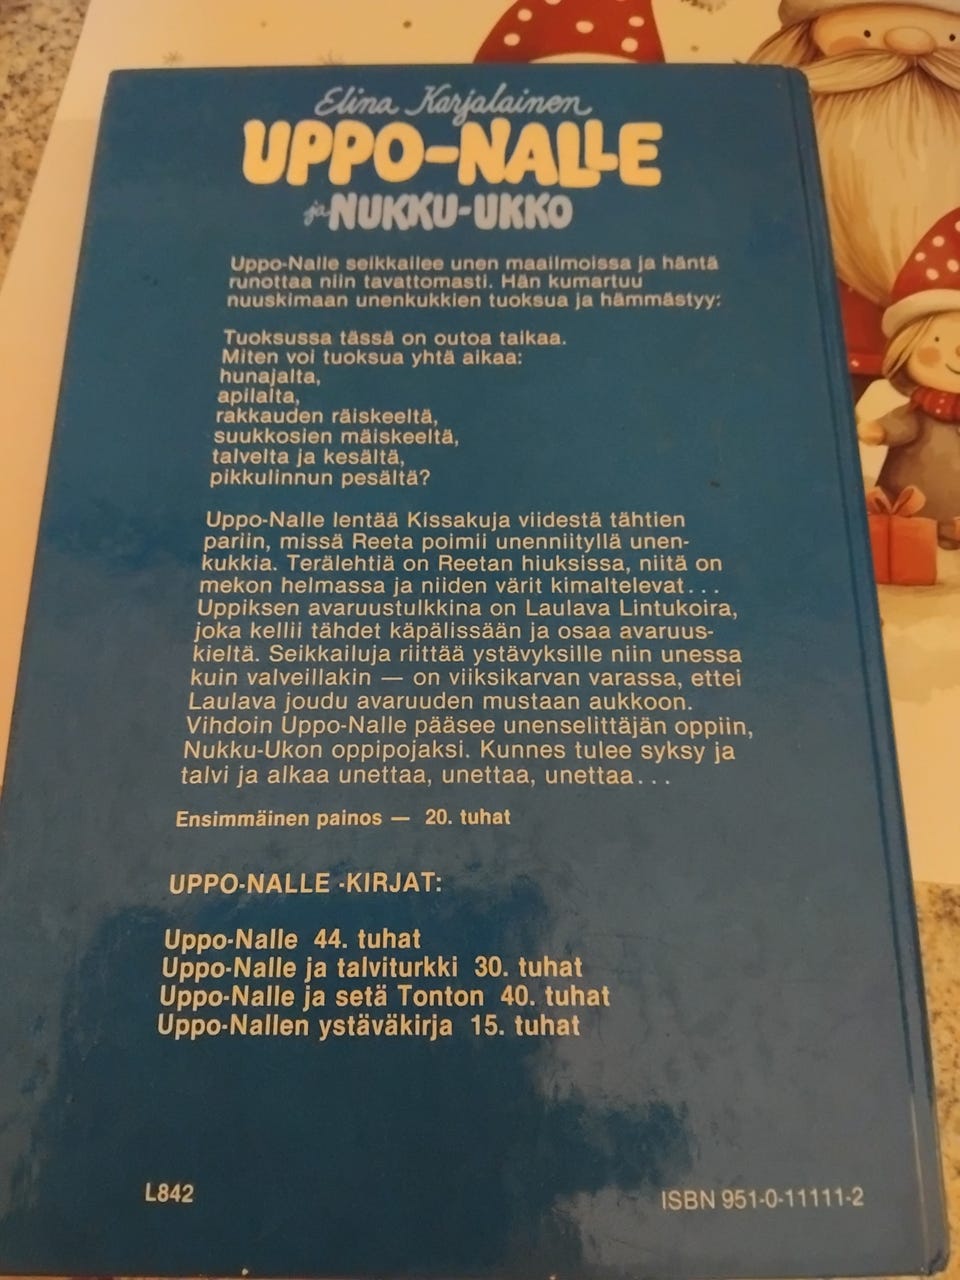 Elina Karjalainen
UPPO-NALLE
ja NUKKU-UKKO
Uppo-Nalle seikkailee unen maailmoissa ja häntä
runottaa niin tavattomasti. Hän kumartuu
nuuskimaan unenkukkien tuoksua ja hämmästyy:
Tuoksussa tässä on outoa taikaa.
Miten voi tuoksua yhtä aikaa:
hunajalta,
apilalta,
rakkauden räiskeeltä,
suukkosien mäiskeeltä,
talvelta ja kesältä,
pikkulinnun pesältä?
Uppo-Nalle lentää Kissakuja viidestä tähtien
pariin, missä Reeta poimii unenniityllä unen-
kukkia. Terälehtiä on Reetan hiuksissa, niitä on
mekon helmassa ja niiden värit kimaltelevat...
Uppiksen avaruustulkkina on Laulava Lintukoira,
joka kellii tähdet käpälissään ja osaa avaruus-
kieltä. Seikkailuja riittää ystävyksille niin unessa
kuin valveillakin — on viiksikarvan varassa, ettei
Laulava joudu avaruuden mustaan aukkoon.
Vihdoin Uppo-Nalle pääsee unenselittäjän oppiin,
Nukku-Ukon oppipojaksi. Kunnes tulee syksy ja
talvi ja alkaa unettaa, unettaa, unettaa...
Ensimmäinen painos — 20. tuhat
UPPO-NALLE -KIRJAT:
Uppo-Nalle 44. tuhat
Uppo-Nalle ja talviturkki 30. tuhat
Uppo-Nalle ja setä Tonton 40. tuhat
Uppo-Nallen ystäväkirja 15. tuhat
L842
ISBN 951-0-11111-2